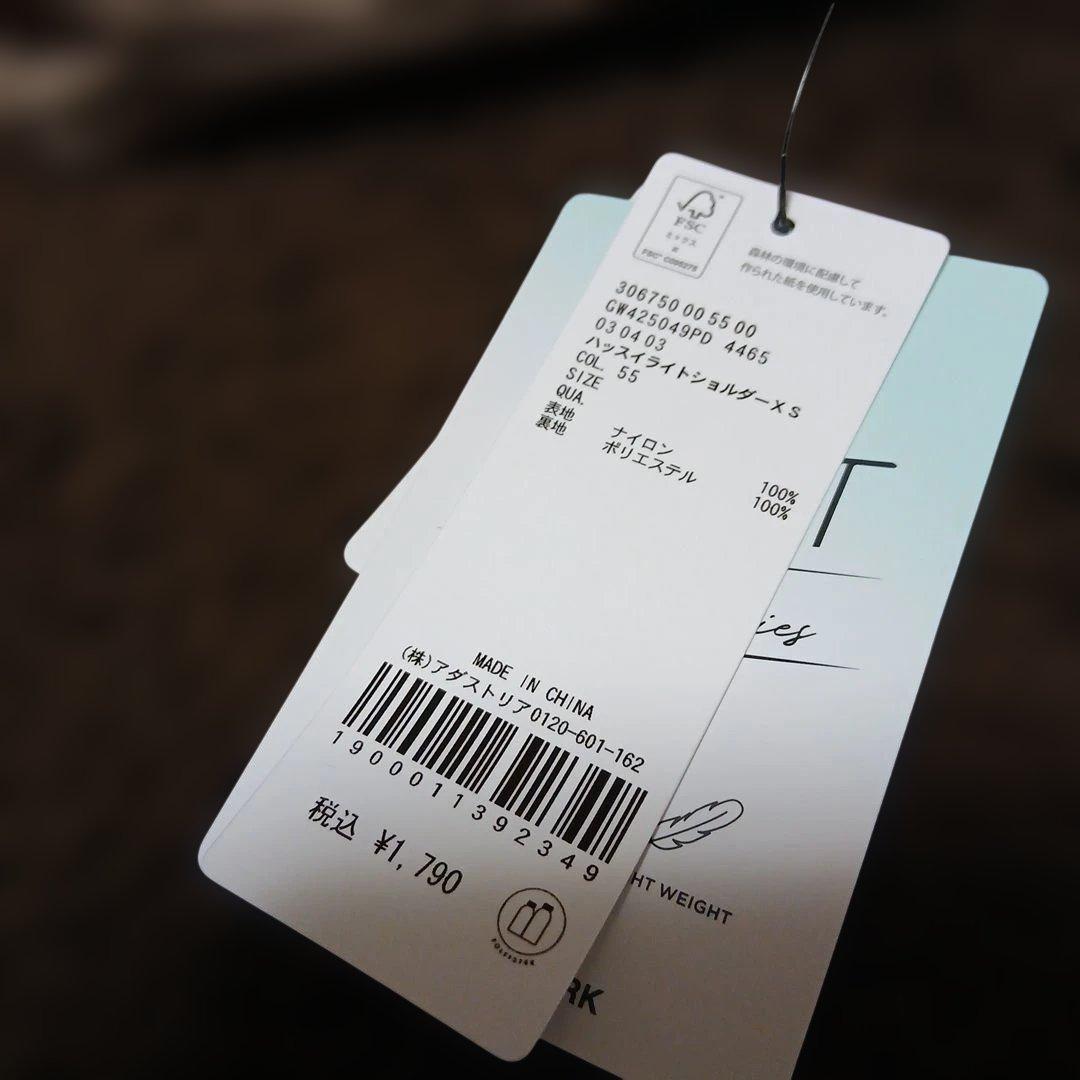 FSC
ミックス
紙
FSC® C095275
森林の環境に配慮して
作られた紙を使用しています。
306750 00 55 00
GW425049PD 4465
03 04 03
ハッスイライトショルダーXS
COL. 55
SIZE
QUA.
表地 ナイロン 100%
裏地 ポリエステル 100%
MADE IN CHINA
(株)アダストリア0120-601-162
1900011392349
税込 ¥1,790
T
ies
HT WEIGHT
RK